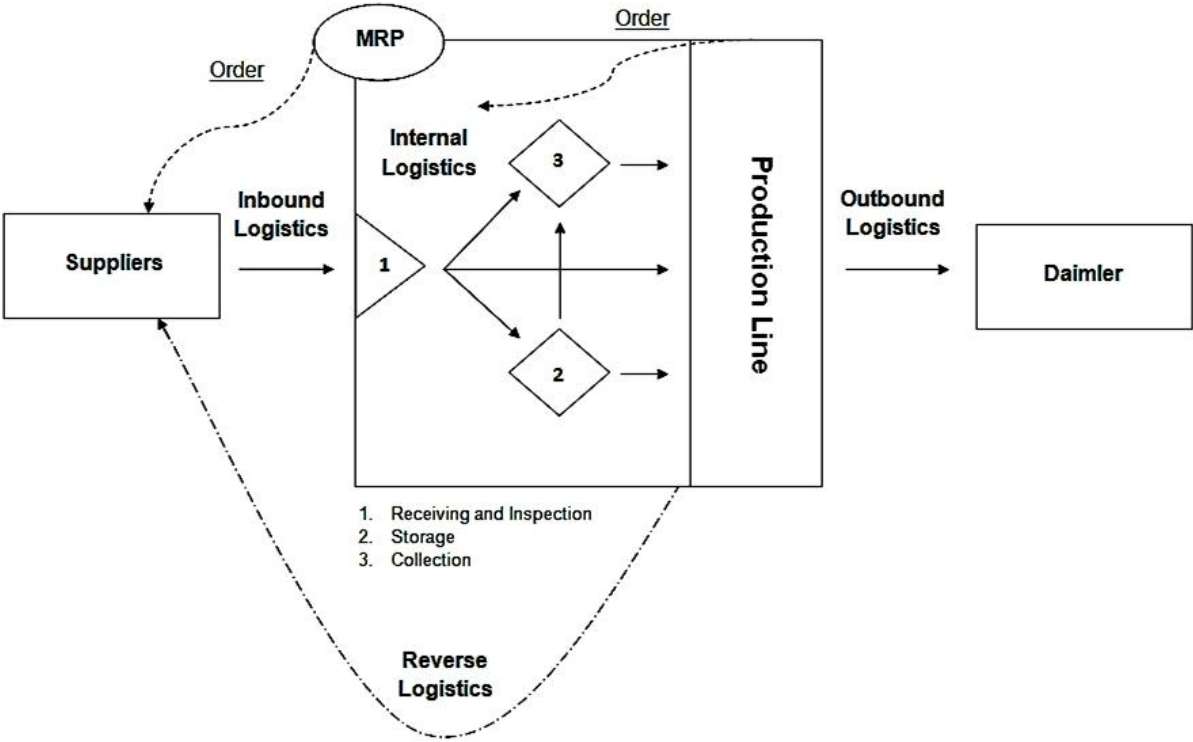 Order
MRP
Order
Internal
Logistics
3
Inbound
Logistics
Suppliers
1
2
Production Line
Outbound
Logistics
Daimler
1. Receiving and Inspection
2. Storage
3. Collection
Reverse
Logistics